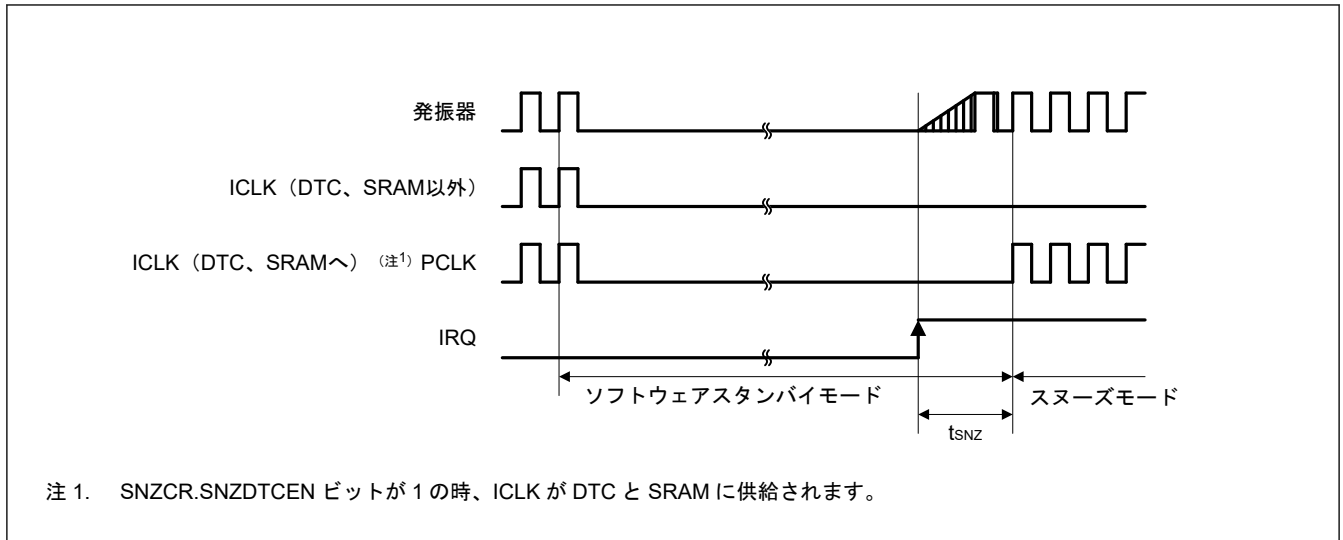 発振器
ICLK（DTC、SRAM以外）
ICLK（DTC、SRAMへ）（注1）PCLK
IRQ
ソフトウェアスタンバイモード
スヌーズモード
tSNZ
注 1. SNZCR.SNZDTCEN ビットが 1 の時、ICLK が DTC と SRAM に供給されます。